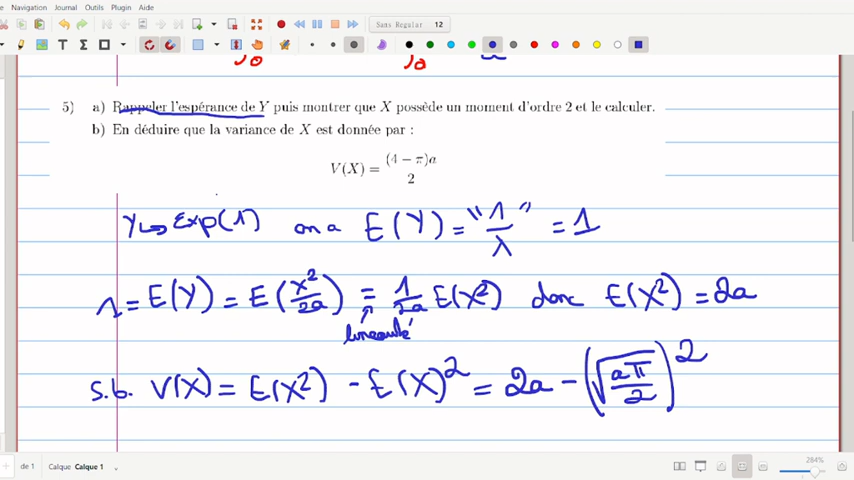 Navigation Journal Outils Plugin Aide
Sans Regular 12
5) a) Rappeler l'espérance de Y puis montrer que X possède un moment d'ordre 2 et le calculer.
b) En déduire que la variance de X est donnée par :
V(X) = (4 − π)a / 2
Y ↪ Exp(1) on a E(Y) = "1/λ" = 1
1 = E(Y) = E(X²/2a) = 1/2a E(X²) donc E(X²) = 2a
↑
linéarité
5.b. V(X) = E(X²) - E(X)² = 2a - (√(aπ/2))²
de 1 Calque Calque 1 284%